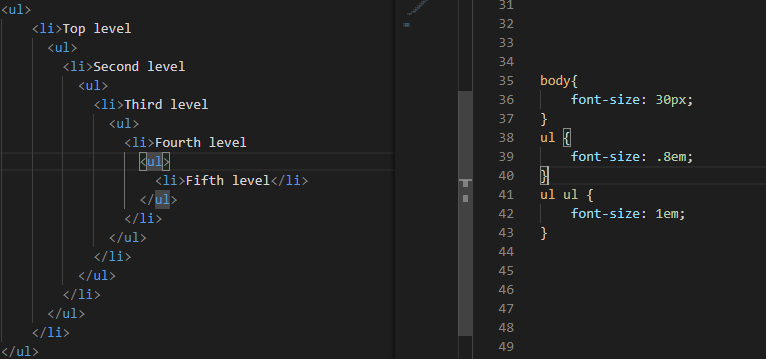 <ul>
<li>Top level
<ul>
<li>Second level
<ul>
<li>Third level
<ul>
<li>Fourth level
<ul>
<li>Fifth level</li>
</ul>
</li>
</ul>
</li>
</ul>
</li>
</ul>
</li>
</ul>
31
32
33
34
35 body{
36 font-size: 30px;
37 }
38 ul {
39 font-size: .8em;
40 }
41 ul ul {
42 font-size: 1em;
43 }
44
45
46
47
48
49